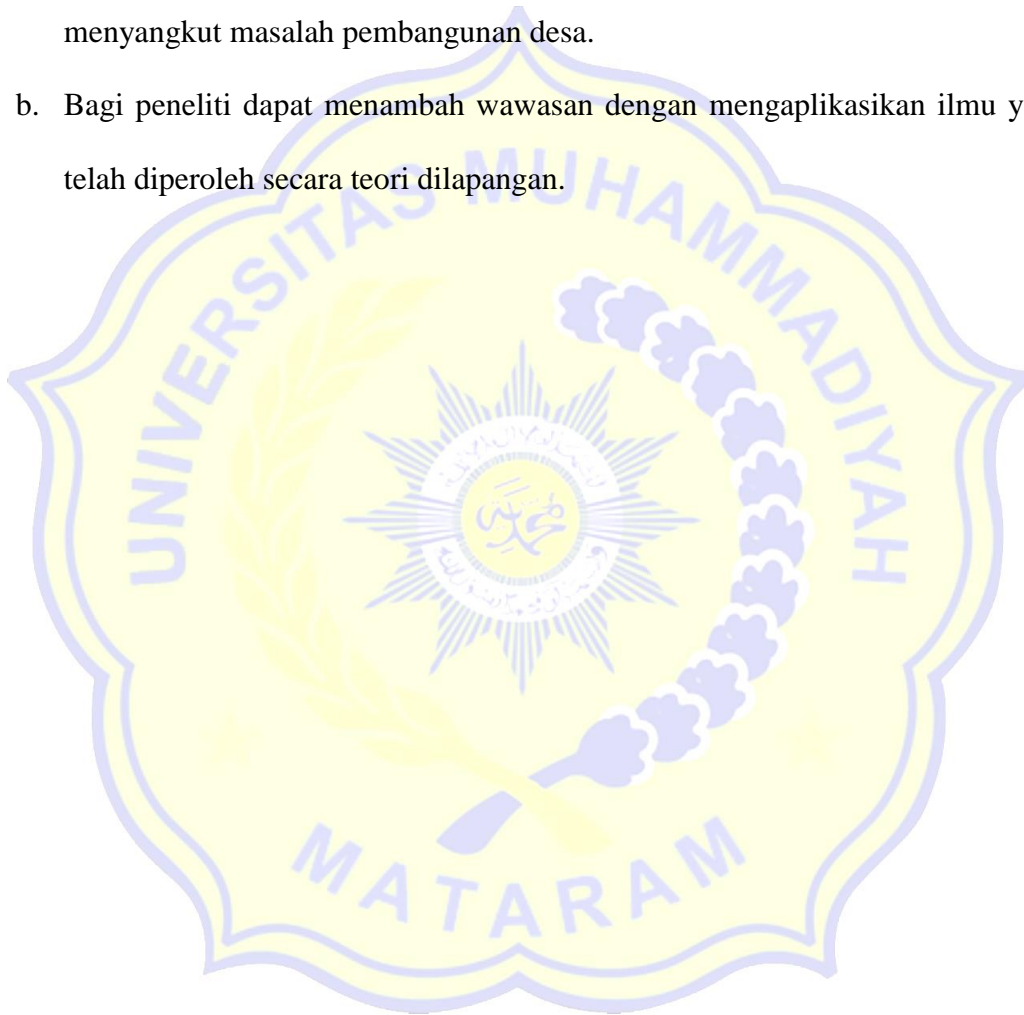 menyangkut masalah pembangunan desa.
b. Bagi peneliti dapat menambah wawasan dengan mengaplikasikan ilmu y
telah diperoleh secara teori dilapangan.
UNIVERSITAS MUHAMMADIYAH
MATARAM